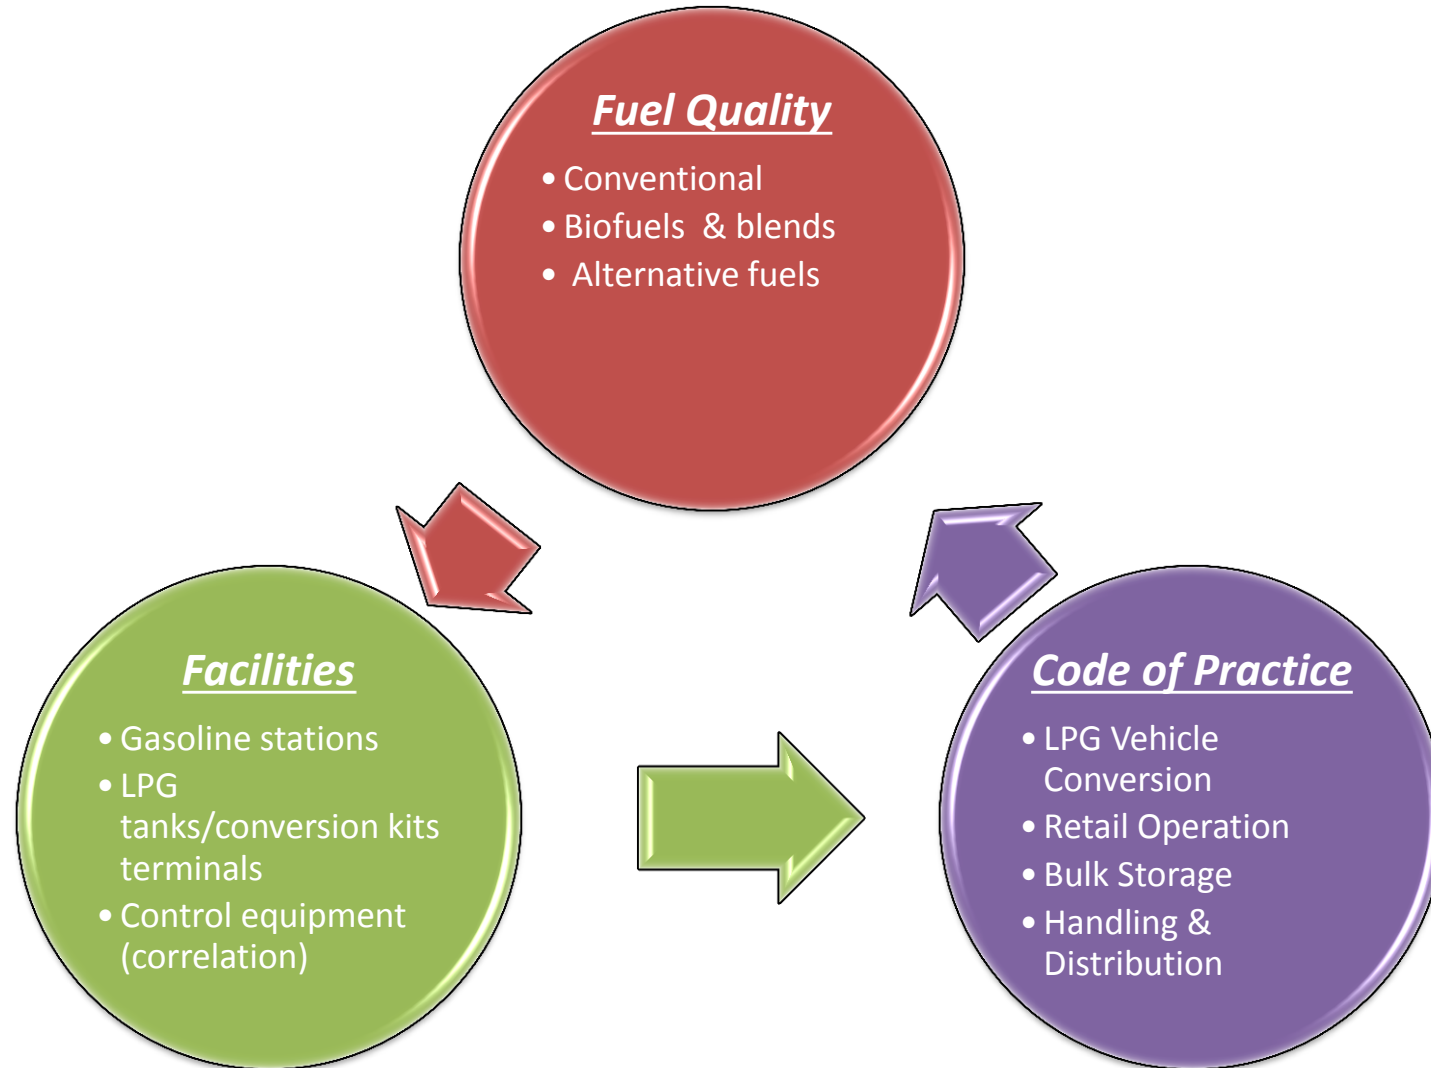 Fuel Quality
• Conventional
• Biofuels & blends
• Alternative fuels
Facilities
• Gasoline stations
• LPG
tanks/conversion kits
terminals
• Control equipment
(correlation)
Code of Practice
• LPG Vehicle
Conversion
• Retail Operation
• Bulk Storage
• Handling &
Distribution